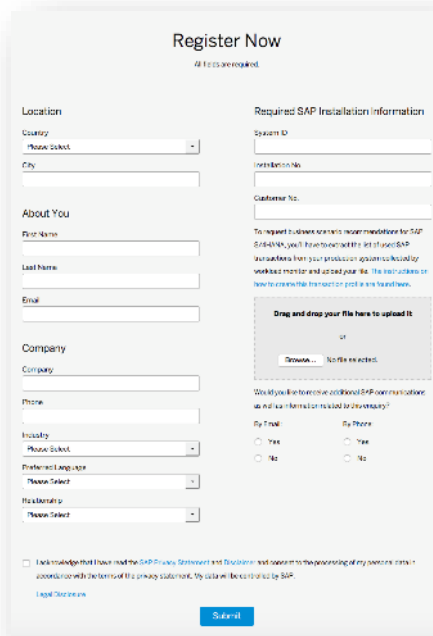 Register Now
All fields are required.
Location
Country
Please Select
City
About You
First Name
Last Name
Email
Company
Company
Phone
Industry
Please Select
Preferred Language
Please Select
Relationship
Please Select
Required SAP Installation Information
System ID
Installation No.
Customer No.
To request business scenario recommendations for SAP
S/4HANA, you'll have to extract the list of used SAP
transactions from your production system collected by
workload monitor and upload your file. The instructions on
how to create this transaction profile are found here.
Drag and drop your file here to upload it
or
Browse... No file selected.
Would you like to receive additional SAP communications
as well as information related to this enquiry?
By Email: By Phone:
Yes Yes
No No
I acknowledge that I have read the SAP Privacy Statement and Disclaimer and consent to the processing of my personal data in
accordance with the terms of the privacy statement. My data will be controlled by SAP.
Legal Disclosure
Submit